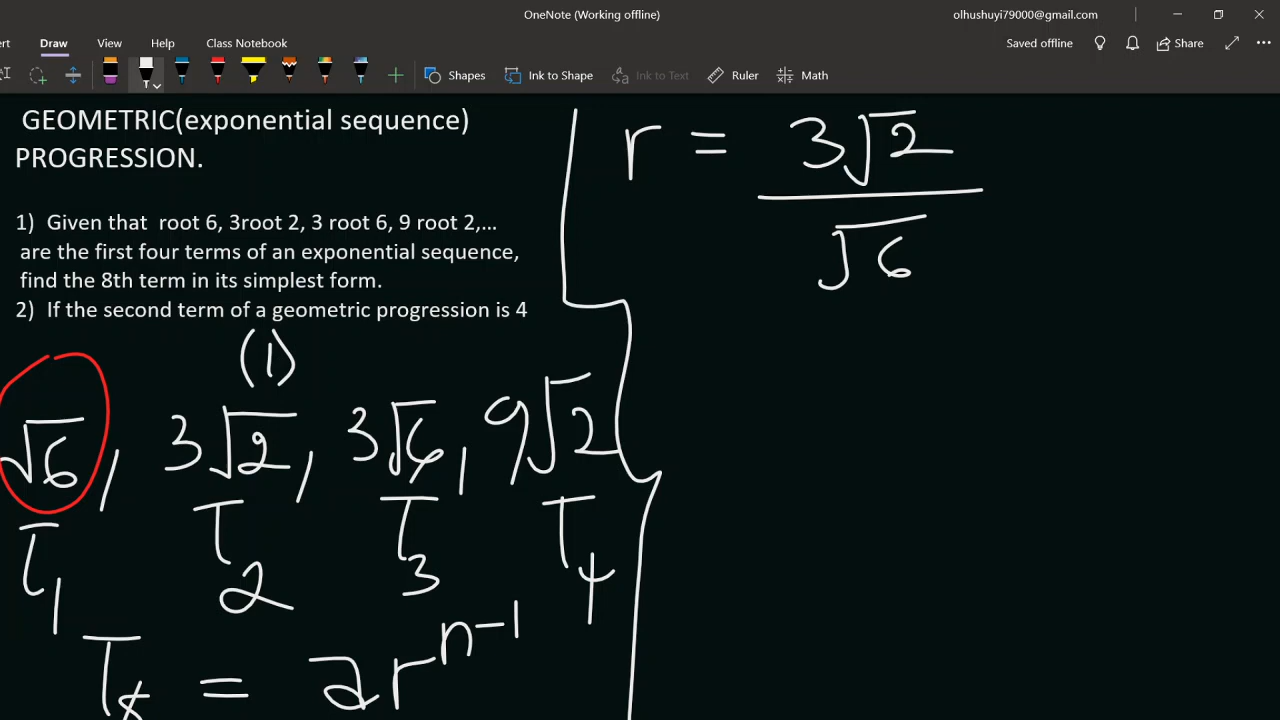 OneNote (Working offline)
olhushuyi79000@gmail.com
ert Draw View Help Class Notebook
Saved offline Share
Shapes Ink to Shape Ink to Text Ruler Math
GEOMETRIC(exponential sequence)
PROGRESSION.
1) Given that root 6, 3root 2, 3 root 6, 9 root 2,...
are the first four terms of an exponential sequence,
find the 8th term in its simplest form.
2) If the second term of a geometric progression is 4
(1)
√6, 3√2, 3√6, 9√2
T1 T2 T3 T4
T8 = ar^n-1
r = 3√2
√6